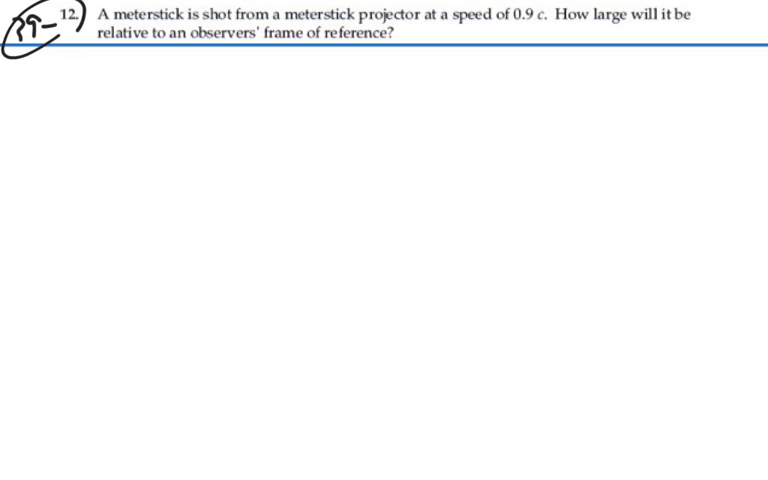 39- 12. A meterstick is shot from a meterstick projector at a speed of 0.9 c. How large will it be
relative to an observers' frame of reference?